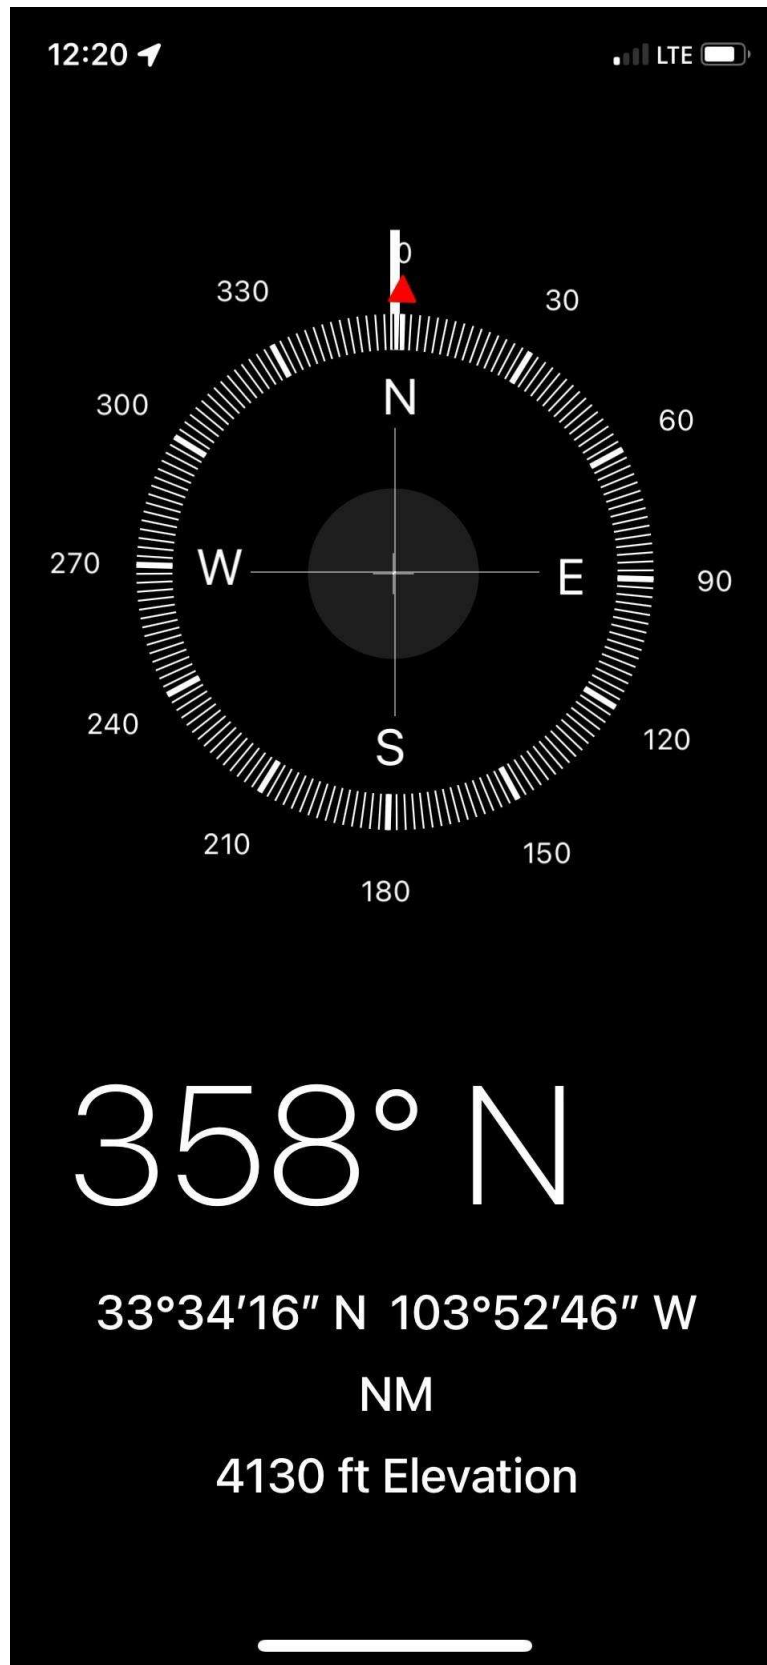 12:20 LTE
0
330 30
300 60
N
270 W E 90
S
240 120
210 150
180
358° N
33°34′16″ N 103°52′46″ W
NM
4130 ft Elevation